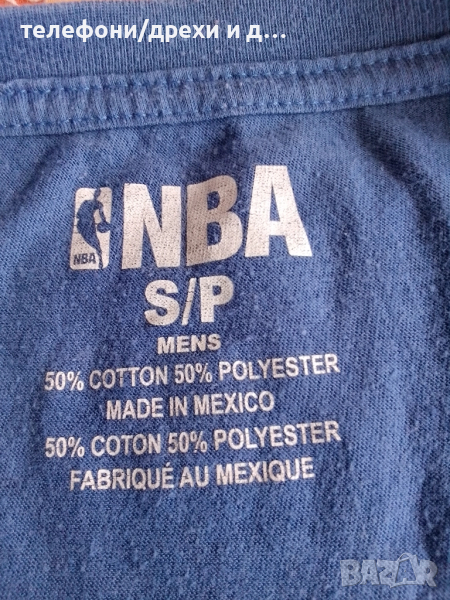 телефони/дрехи и д...
NBA
NBA
S/P
MENS
50% COTTON 50% POLYESTER
MADE IN MEXICO
50% COTON 50% POLYESTER
FABRIQUÉ AU MEXIQUE
BAZAR